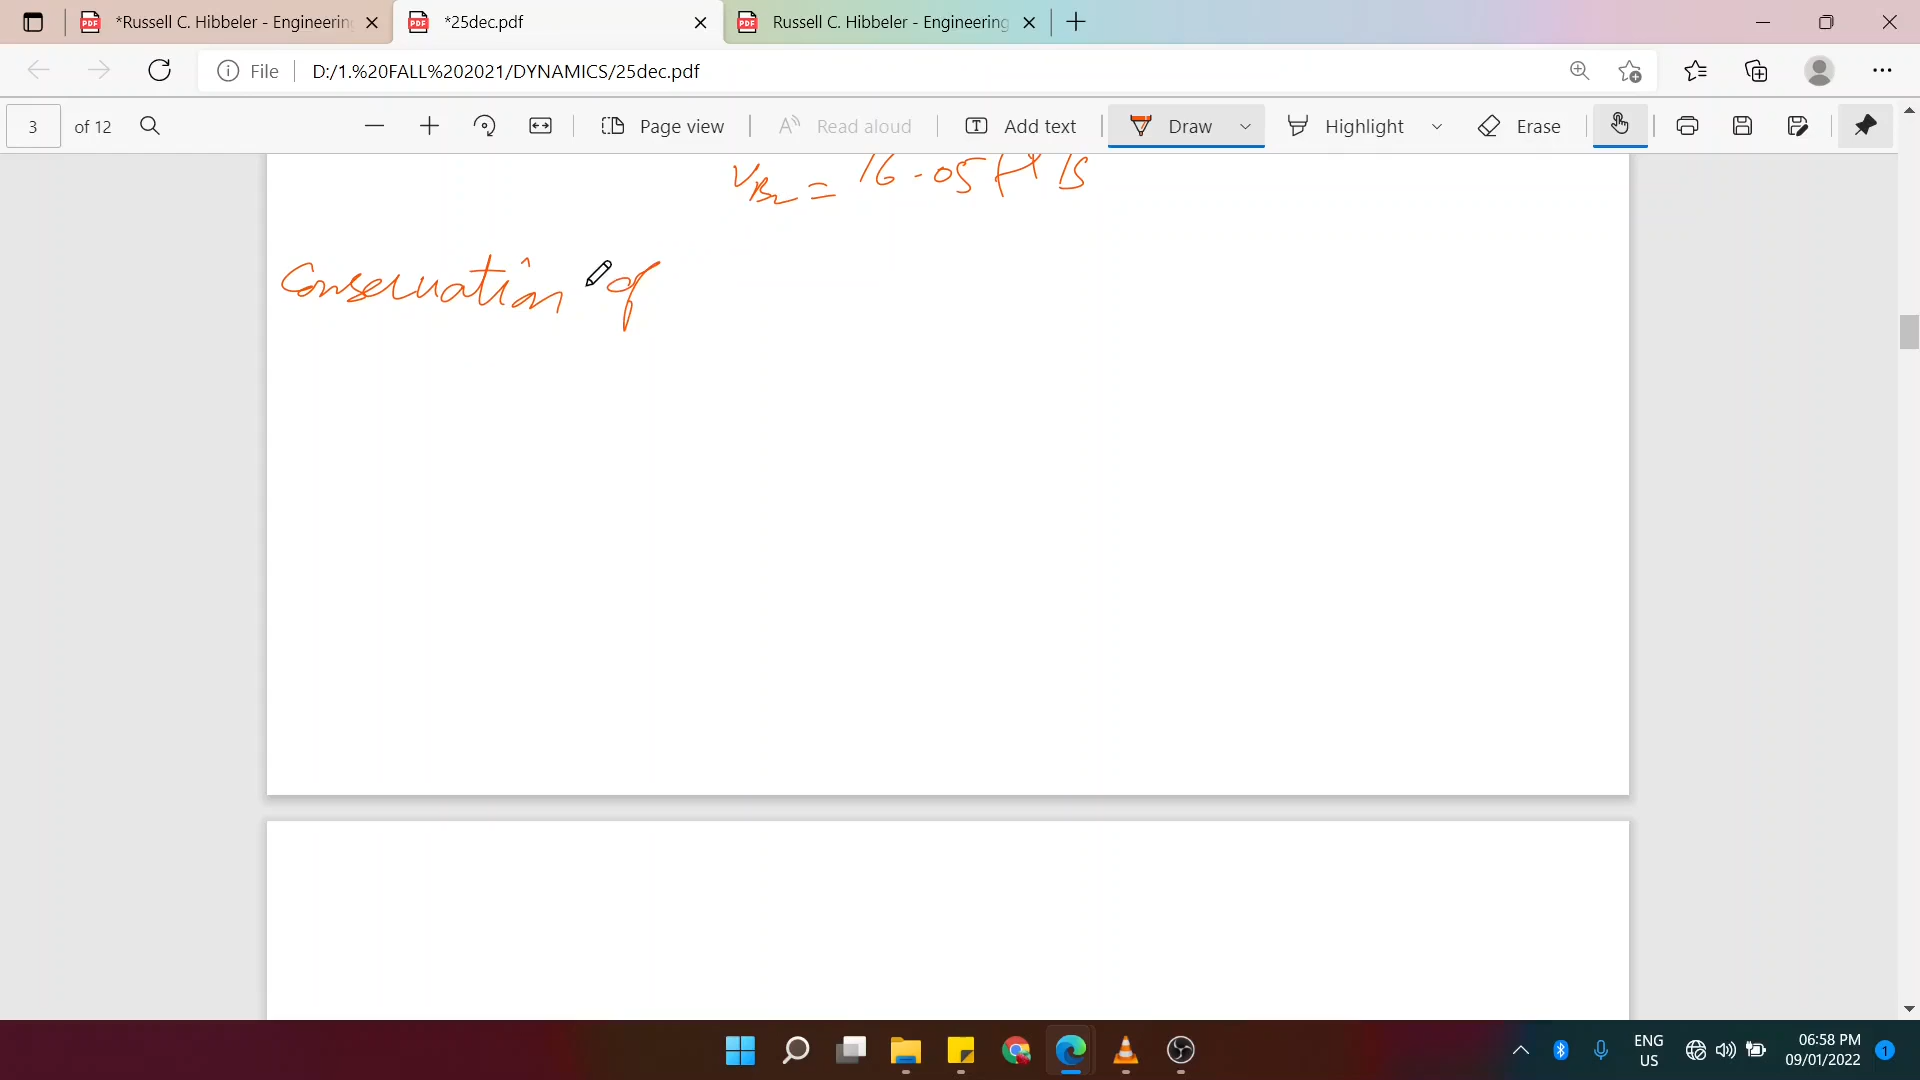 *Russell C. Hibbeler - Engineering
*25dec.pdf
Russell C. Hibbeler - Engineering
File
D:/1.%20FALL%202021/DYNAMICS/25dec.pdf
3 of 12
Page view
Read aloud
Add text
Draw
Highlight
Erase
VB2 = 16.05 ft/s
Conservation of
ENG
US
06:58 PM
09/01/2022
1